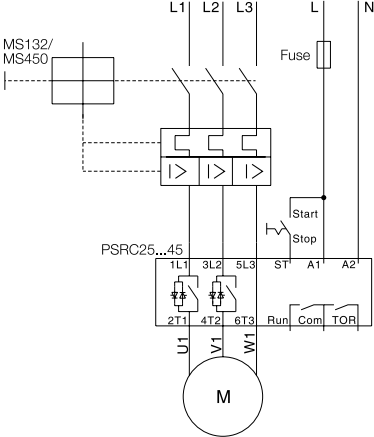 L1 L2 L3 L N
MS132/
MS450
Fuse
I> I> I>
Start
Stop
PSRC25...45
1L1 3L2 5L3 ST A1 A2
2T1 4T2 6T3 Run Com TOR
U1 V1 W1
M